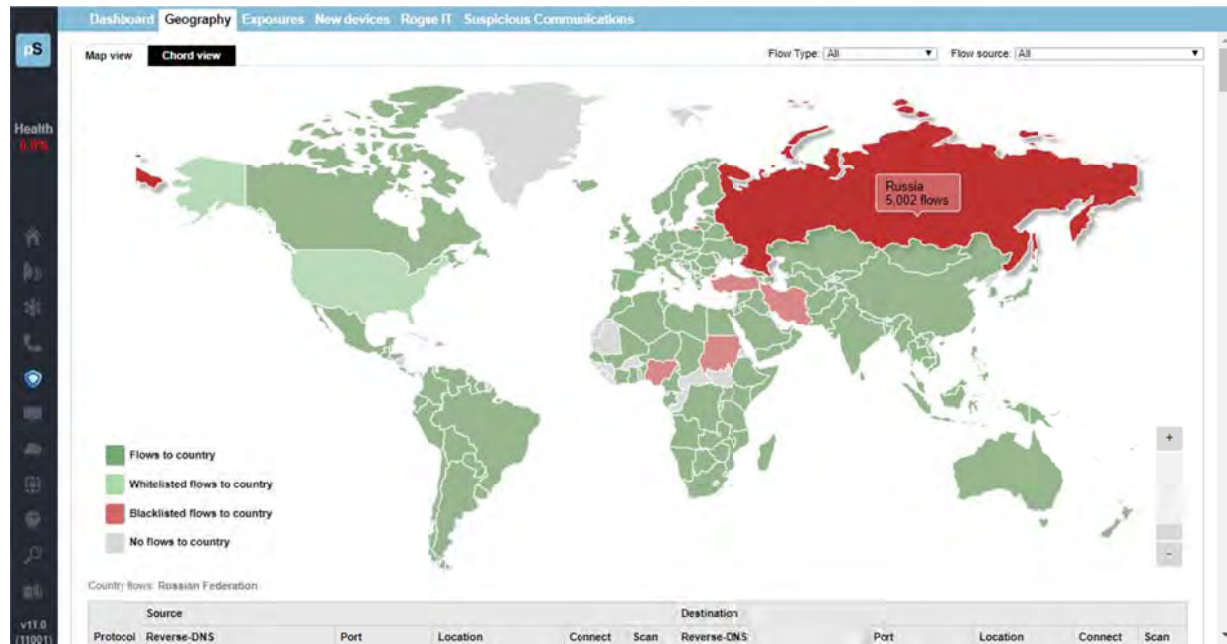 Dashboard Geography Exposures New devices Rogue IT Suspicious Communications
pS
Map view Chord view Flow Type: All Flow source: All
Health
0.0%
Russia
5,002 flows
+
Flows to country
Whitelisted flows to country
Blacklisted flows to country
No flows to country
-
Country flows: Russian Federation
Source Destination
Protocol Reverse-DNS Port Location Connect Scan Reverse-DNS Port Location Connect Scan
v11.0
(11001)